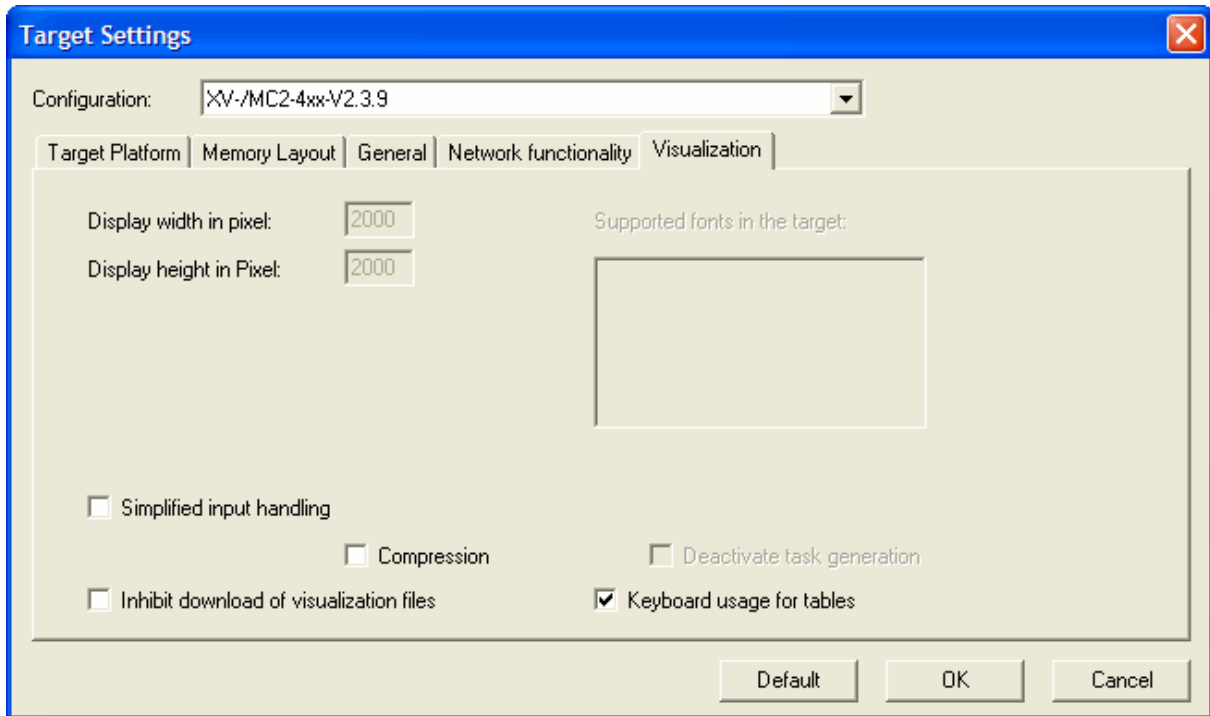 Target Settings
Configuration: XV-/MC2-4xx-V2.3.9
Target Platform Memory Layout General Network functionality Visualization
Display width in pixel: 2000 Supported fonts in the target:
Display height in Pixel: 2000
Simplified input handling
Compression Deactivate task generation
Inhibit download of visualization files Keyboard usage for tables
Default OK Cancel